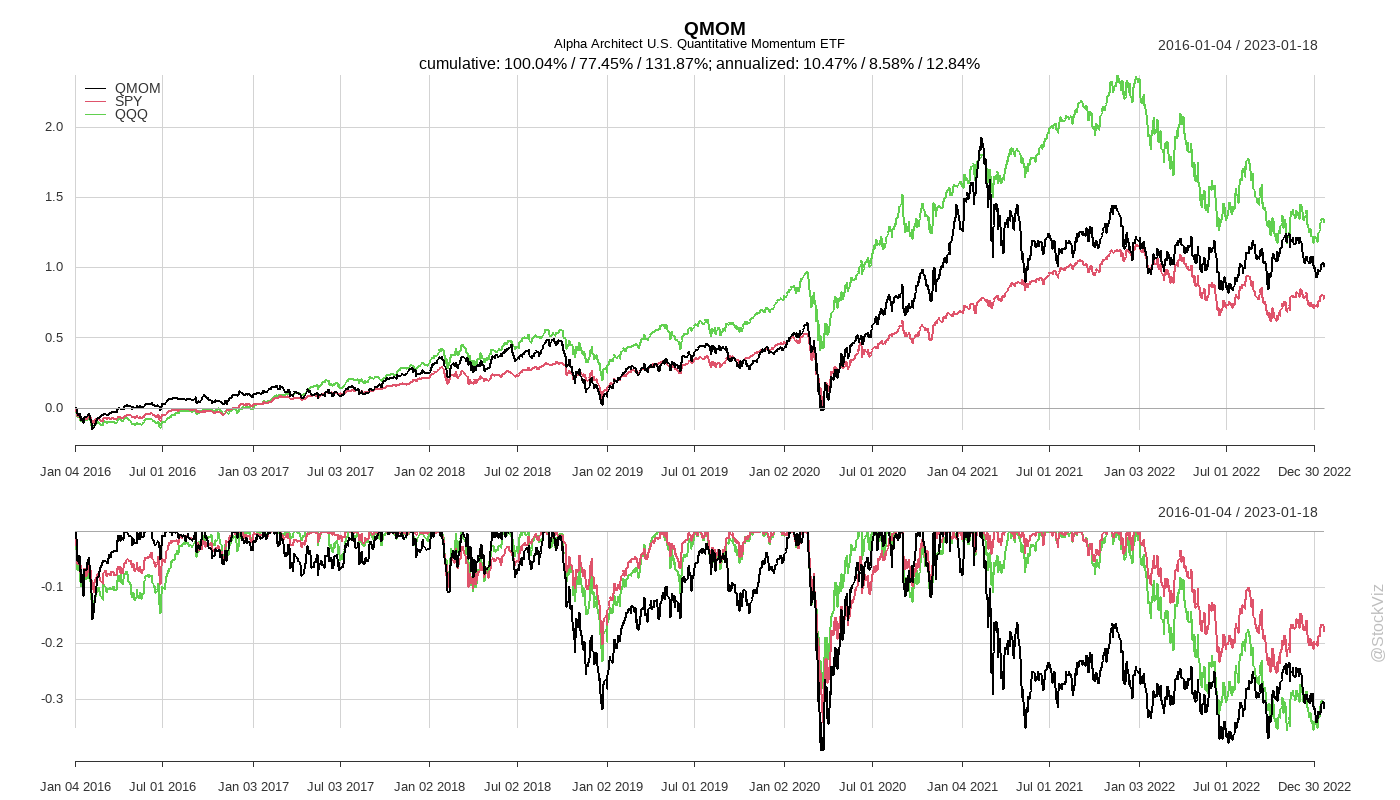 QMOM
Alpha Architect U.S. Quantitative Momentum ETF
2016-01-04 / 2023-01-18
cumulative: 100.04% / 77.45% / 131.87%; annualized: 10.47% / 8.58% / 12.84%
QMOM
SPY
QQQ
2.0
1.5
1.0
0.5
0.0
Jan 04 2016 Jul 01 2016 Jan 03 2017 Jul 03 2017 Jan 02 2018 Jul 02 2018 Jan 02 2019 Jul 01 2019 Jan 02 2020 Jul 01 2020 Jan 04 2021 Jul 01 2021 Jan 03 2022 Jul 01 2022 Dec 30 2022
2016-01-04 / 2023-01-18
-0.1
-0.2
-0.3
Jan 04 2016 Jul 01 2016 Jan 03 2017 Jul 03 2017 Jan 02 2018 Jul 02 2018 Jan 02 2019 Jul 01 2019 Jan 02 2020 Jul 01 2020 Jan 04 2021 Jul 01 2021 Jan 03 2022 Jul 01 2022 Dec 30 2022
@StockViz